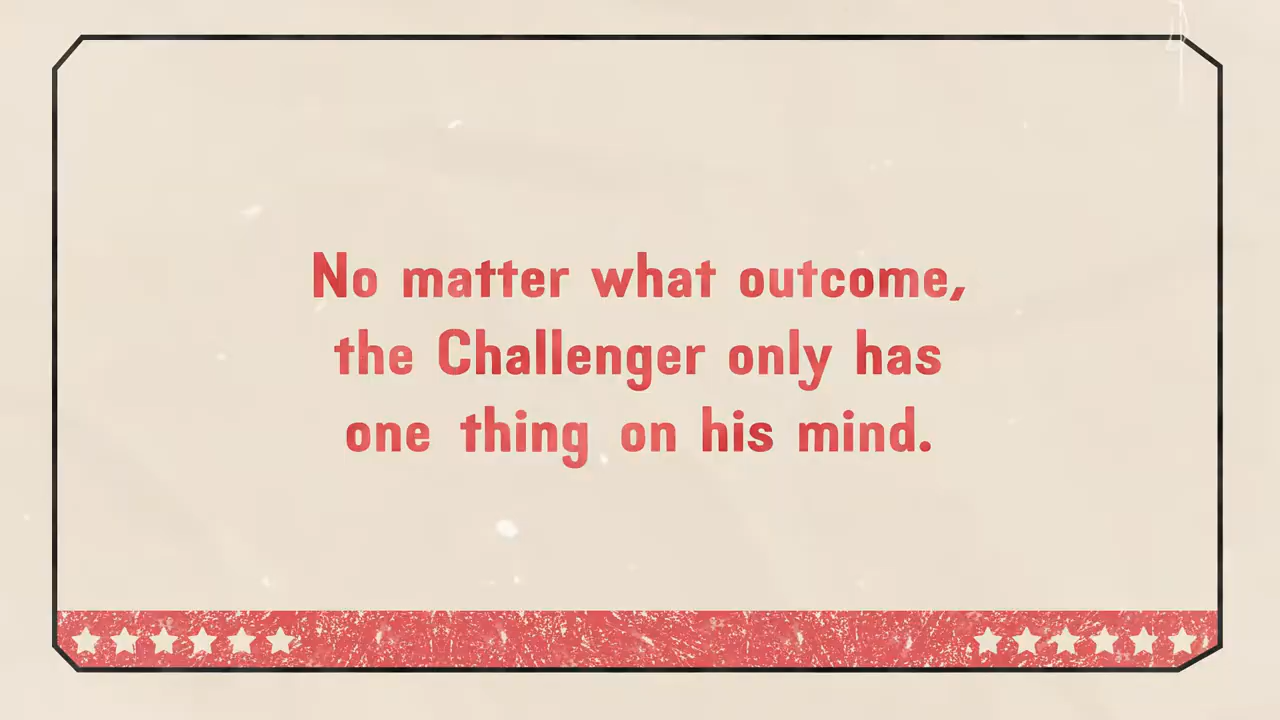 No matter what outcome,
the Challenger only has
one thing on his mind.